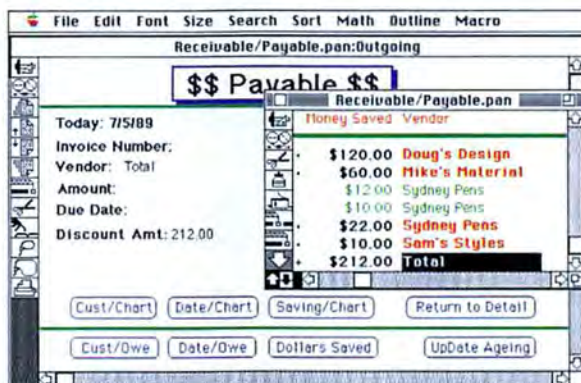 File Edit Font Size Search Sort Math Outline Macro
Receivable/Payable.pan:Outgoing
$$ Payable $$
Today: 7/5/89
Invoice Number:
Vendor: Total
Amount:
Due Date:
Discount Amt: 212.00
Receivable/Payable.pan
Money Saved Vendor
$120.00 Doug's Design
$60.00 Mike's Material
$12.00 Sydney Pens
$10.00 Sydney Pens
$22.00 Sydney Pens
$10.00 Sam's Styles
$212.00 Total
Cust/Chart Date/Chart Saving/Chart Return to Detail
Cust/Owe Date/Owe Dollars Saved UpDate Ageing